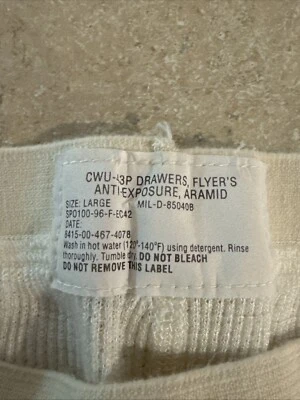 CWU-43P DRAWERS, FLYER'S
ANTI-EXPOSURE, ARAMID
SIZE: LARGE MIL-D-85040B
SPO100-96-F-EC42
DATE:
8415-00-467-4078
Wash in hot water (120°-140°F) using detergent. Rinse
thoroughly. Tumble dry. DO NOT BLEACH
DO NOT REMOVE THIS LABEL